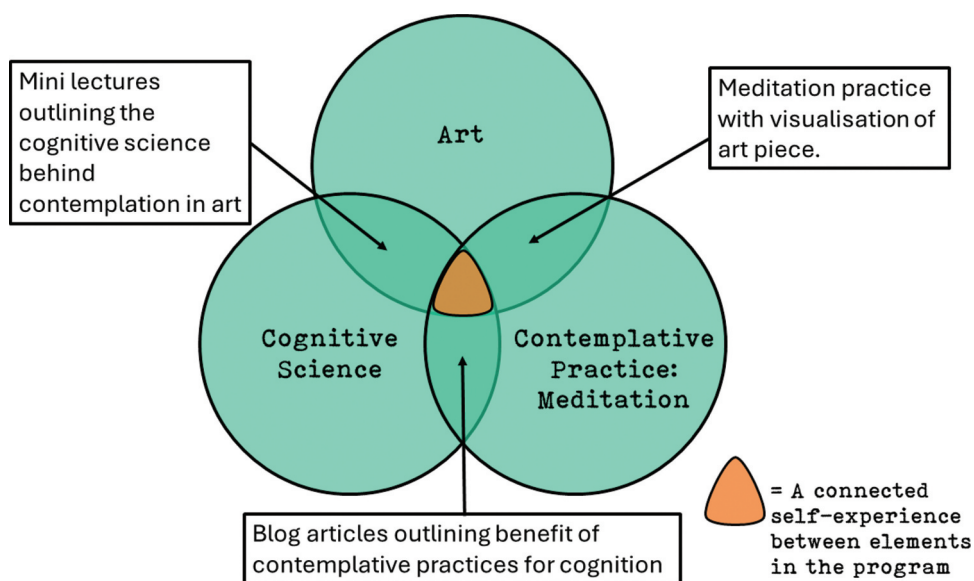 Mini lectures
outlining the
cognitive science
behind
contemplation in art
Meditation practice
with visualisation of
art piece.
Art
Cognitive
Science
Contemplative
Practice:
Meditation
Blog articles outlining benefit of
contemplative practices for cognition
= A connected
self-experience
between elements
in the program